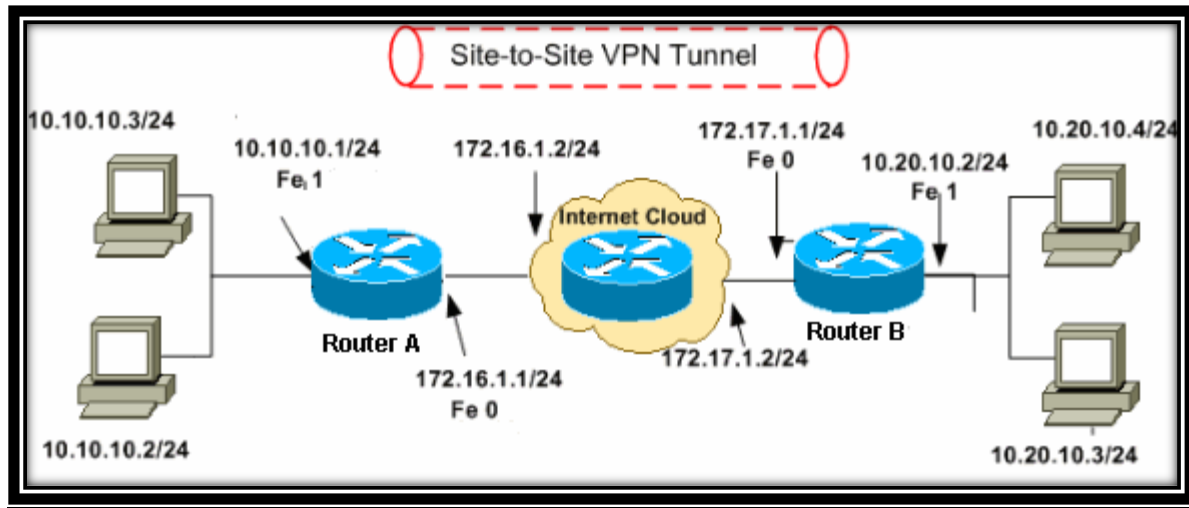 Site-to-Site VPN Tunnel
10.10.10.3/24
10.10.10.1/24
Fe 1
172.16.1.2/24
172.17.1.1/24
Fe 0
10.20.10.2/24
Fe 1
10.20.10.4/24
Internet Cloud
Router A
Router B
172.16.1.1/24
Fe 0
172.17.1.2/24
10.10.10.2/24
10.20.10.3/24